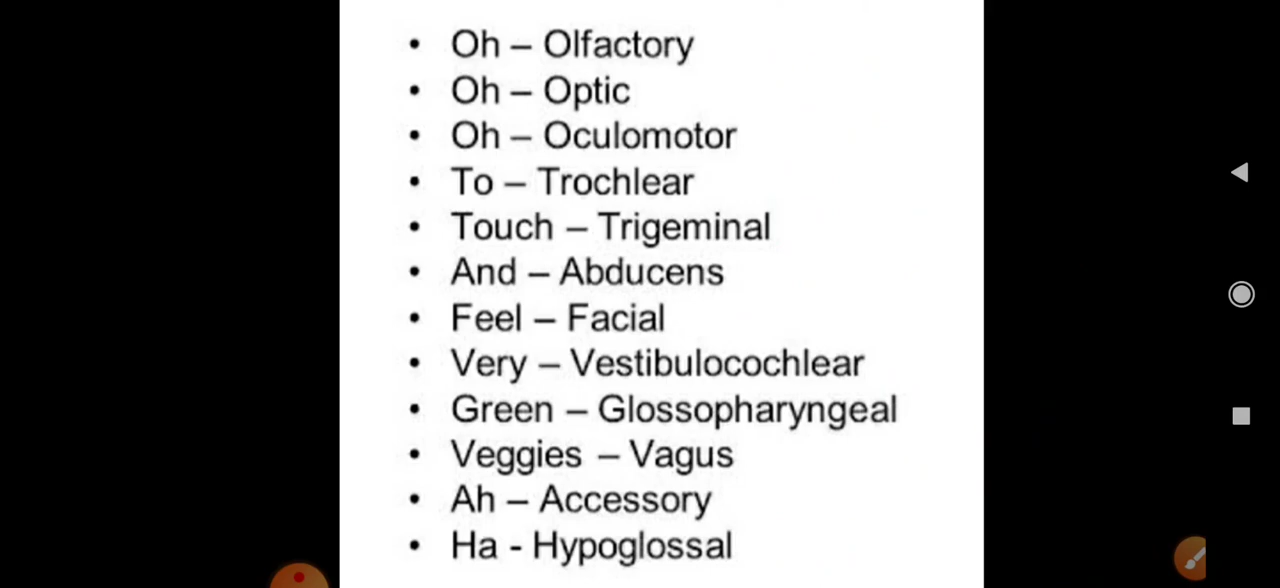 • Oh – Olfactory
• Oh – Optic
• Oh – Oculomotor
• To – Trochlear
• Touch – Trigeminal
• And – Abducens
• Feel – Facial
• Very – Vestibulocochlear
• Green – Glossopharyngeal
• Veggies – Vagus
• Ah – Accessory
• Ha - Hypoglossal